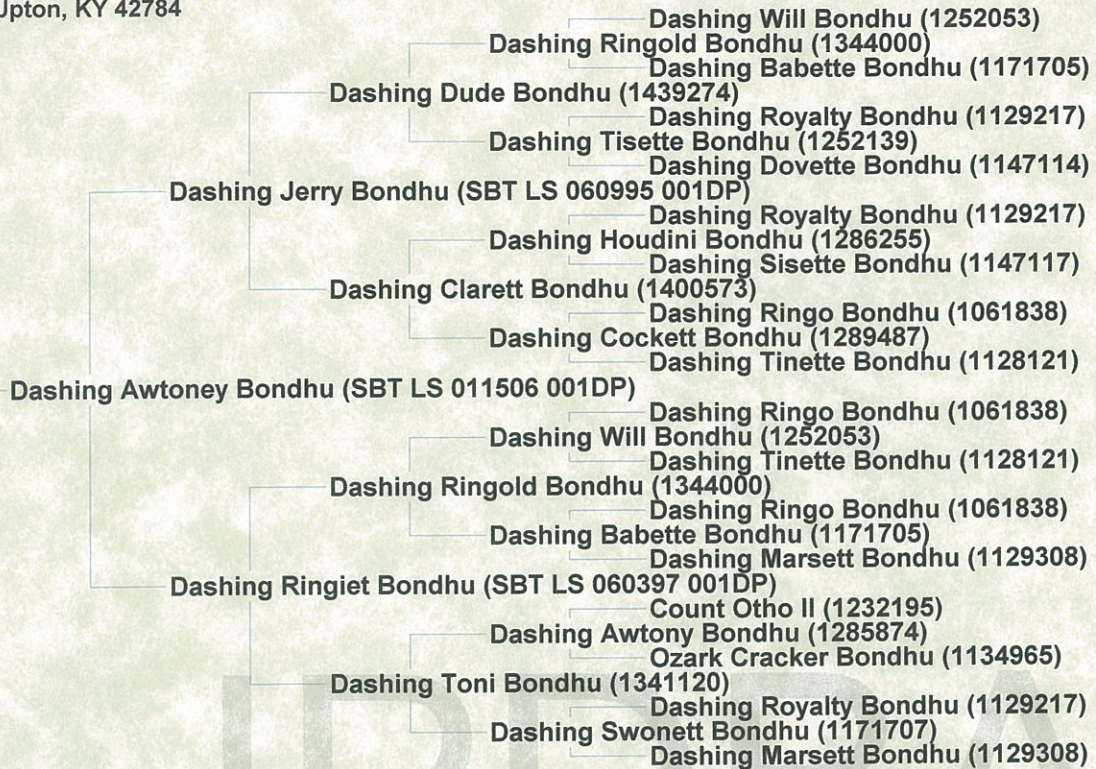 Upton, KY 42784
Dashing Will Bondhu (1252053)
Dashing Ringold Bondhu (1344000)
Dashing Babette Bondhu (1171705)
Dashing Dude Bondhu (1439274)
Dashing Royalty Bondhu (1129217)
Dashing Tisette Bondhu (1252139)
Dashing Dovette Bondhu (1147114)
Dashing Jerry Bondhu (SBT LS 060995 001DP)
Dashing Royalty Bondhu (1129217)
Dashing Houdini Bondhu (1286255)
Dashing Sisette Bondhu (1147117)
Dashing Clarett Bondhu (1400573)
Dashing Ringo Bondhu (1061838)
Dashing Cockett Bondhu (1289487)
Dashing Tinette Bondhu (1128121)
Dashing Awtoney Bondhu (SBT LS 011506 001DP)
Dashing Ringo Bondhu (1061838)
Dashing Will Bondhu (1252053)
Dashing Tinette Bondhu (1128121)
Dashing Ringold Bondhu (1344000)
Dashing Ringo Bondhu (1061838)
Dashing Babette Bondhu (1171705)
Dashing Marsett Bondhu (1129308)
Dashing Ringiet Bondhu (SBT LS 060397 001DP)
Count Otho II (1232195)
Dashing Awtony Bondhu (1285874)
Ozark Cracker Bondhu (1134965)
Dashing Toni Bondhu (1341120)
Dashing Royalty Bondhu (1129217)
Dashing Swonett Bondhu (1171707)
Dashing Marsett Bondhu (1129308)